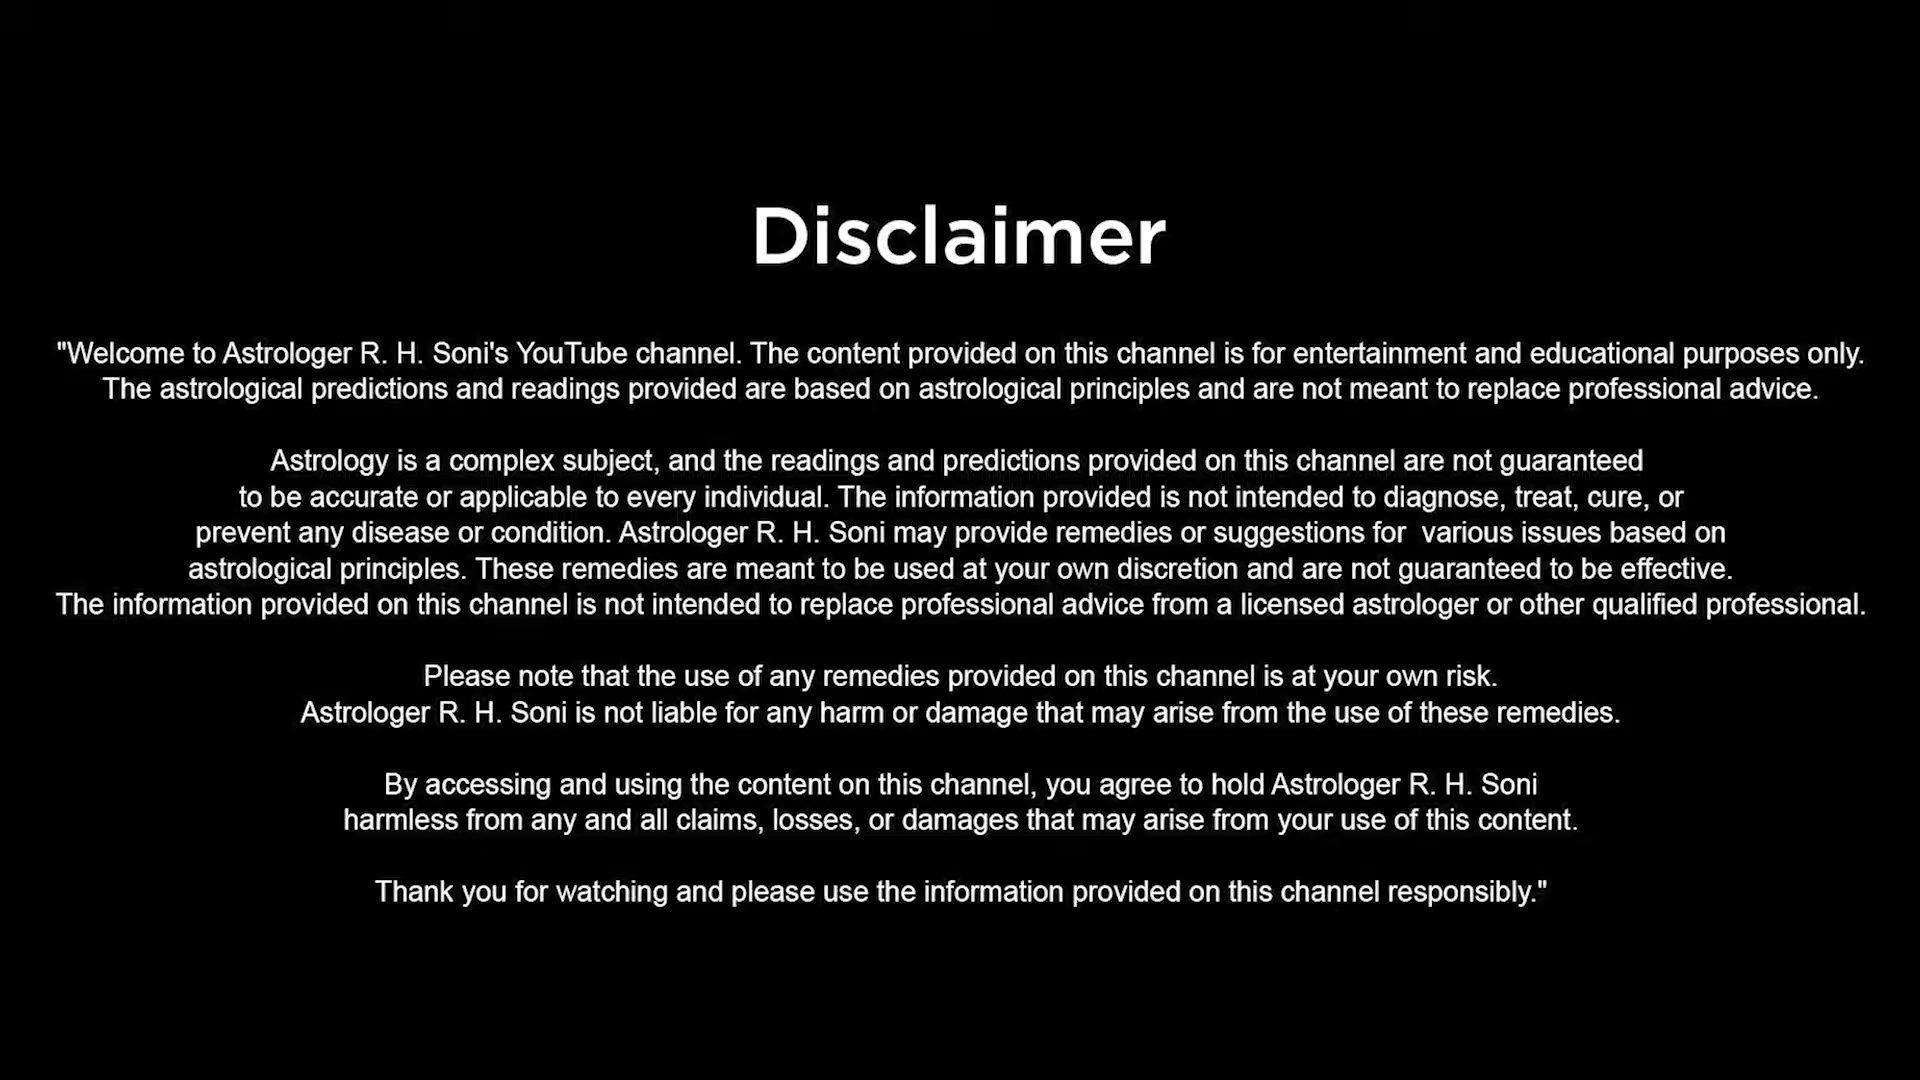 Disclaimer
"Welcome to Astrologer R. H. Soni's YouTube channel. The content provided on this channel is for entertainment and educational purposes only.
The astrological predictions and readings provided are based on astrological principles and are not meant to replace professional advice.
Astrology is a complex subject, and the readings and predictions provided on this channel are not guaranteed
to be accurate or applicable to every individual. The information provided is not intended to diagnose, treat, cure, or
prevent any disease or condition. Astrologer R. H. Soni may provide remedies or suggestions for  various issues based on
astrological principles. These remedies are meant to be used at your own discretion and are not guaranteed to be effective.
The information provided on this channel is not intended to replace professional advice from a licensed astrologer or other qualified professional.
Please note that the use of any remedies provided on this channel is at your own risk.
Astrologer R. H. Soni is not liable for any harm or damage that may arise from the use of these remedies.
By accessing and using the content on this channel, you agree to hold Astrologer R. H. Soni
harmless from any and all claims, losses, or damages that may arise from your use of this content.
Thank you for watching and please use the information provided on this channel responsibly."